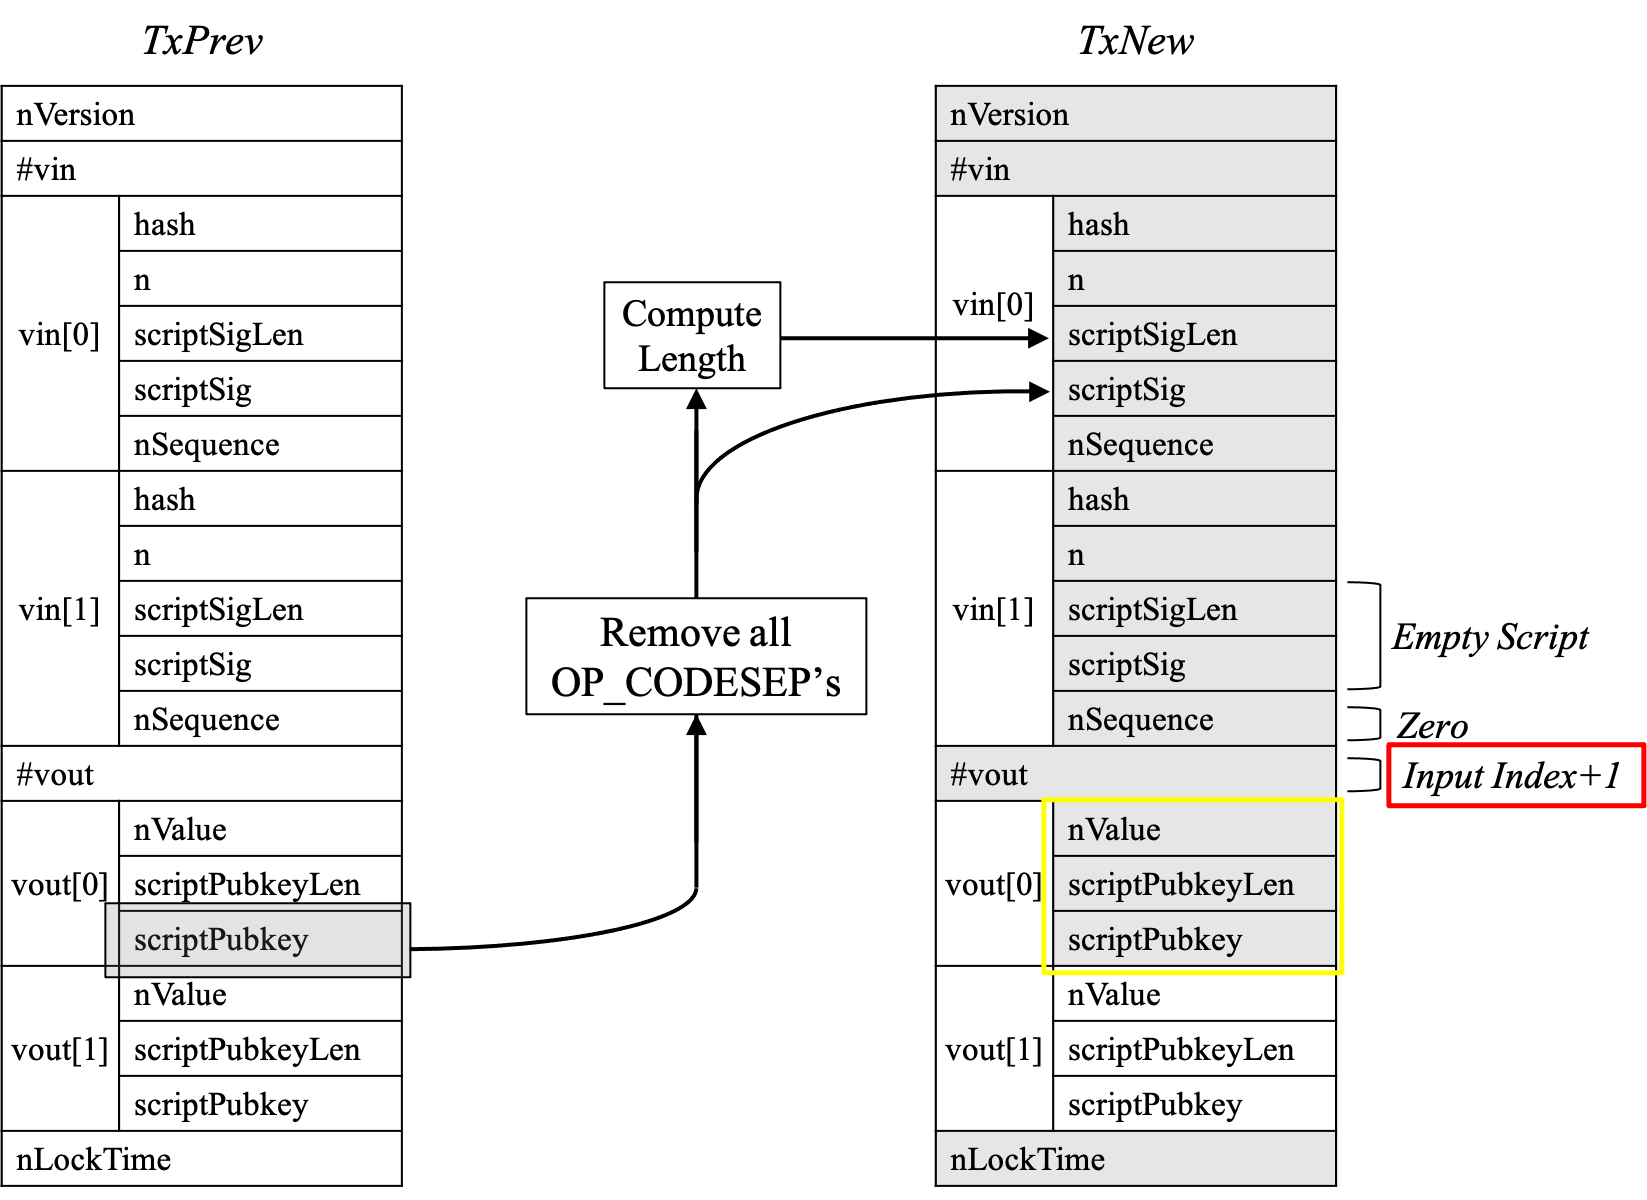 TxPrev
nVersion
#vin
vin[0]
hash
n
scriptSigLen
scriptSig
nSequence
vin[1]
hash
n
scriptSigLen
scriptSig
nSequence
#vout
vout[0]
nValue
scriptPubkeyLen
scriptPubkey
vout[1]
nValue
scriptPubkeyLen
scriptPubkey
nLockTime
Compute
Length
Remove all
OP_CODESEP’s
TxNew
nVersion
#vin
vin[0]
hash
n
scriptSigLen
scriptSig
nSequence
vin[1]
hash
n
scriptSigLen
scriptSig
nSequence
Empty Script
Zero
#vout
Input Index+1
vout[0]
nValue
scriptPubkeyLen
scriptPubkey
vout[1]
nValue
scriptPubkeyLen
scriptPubkey
nLockTime